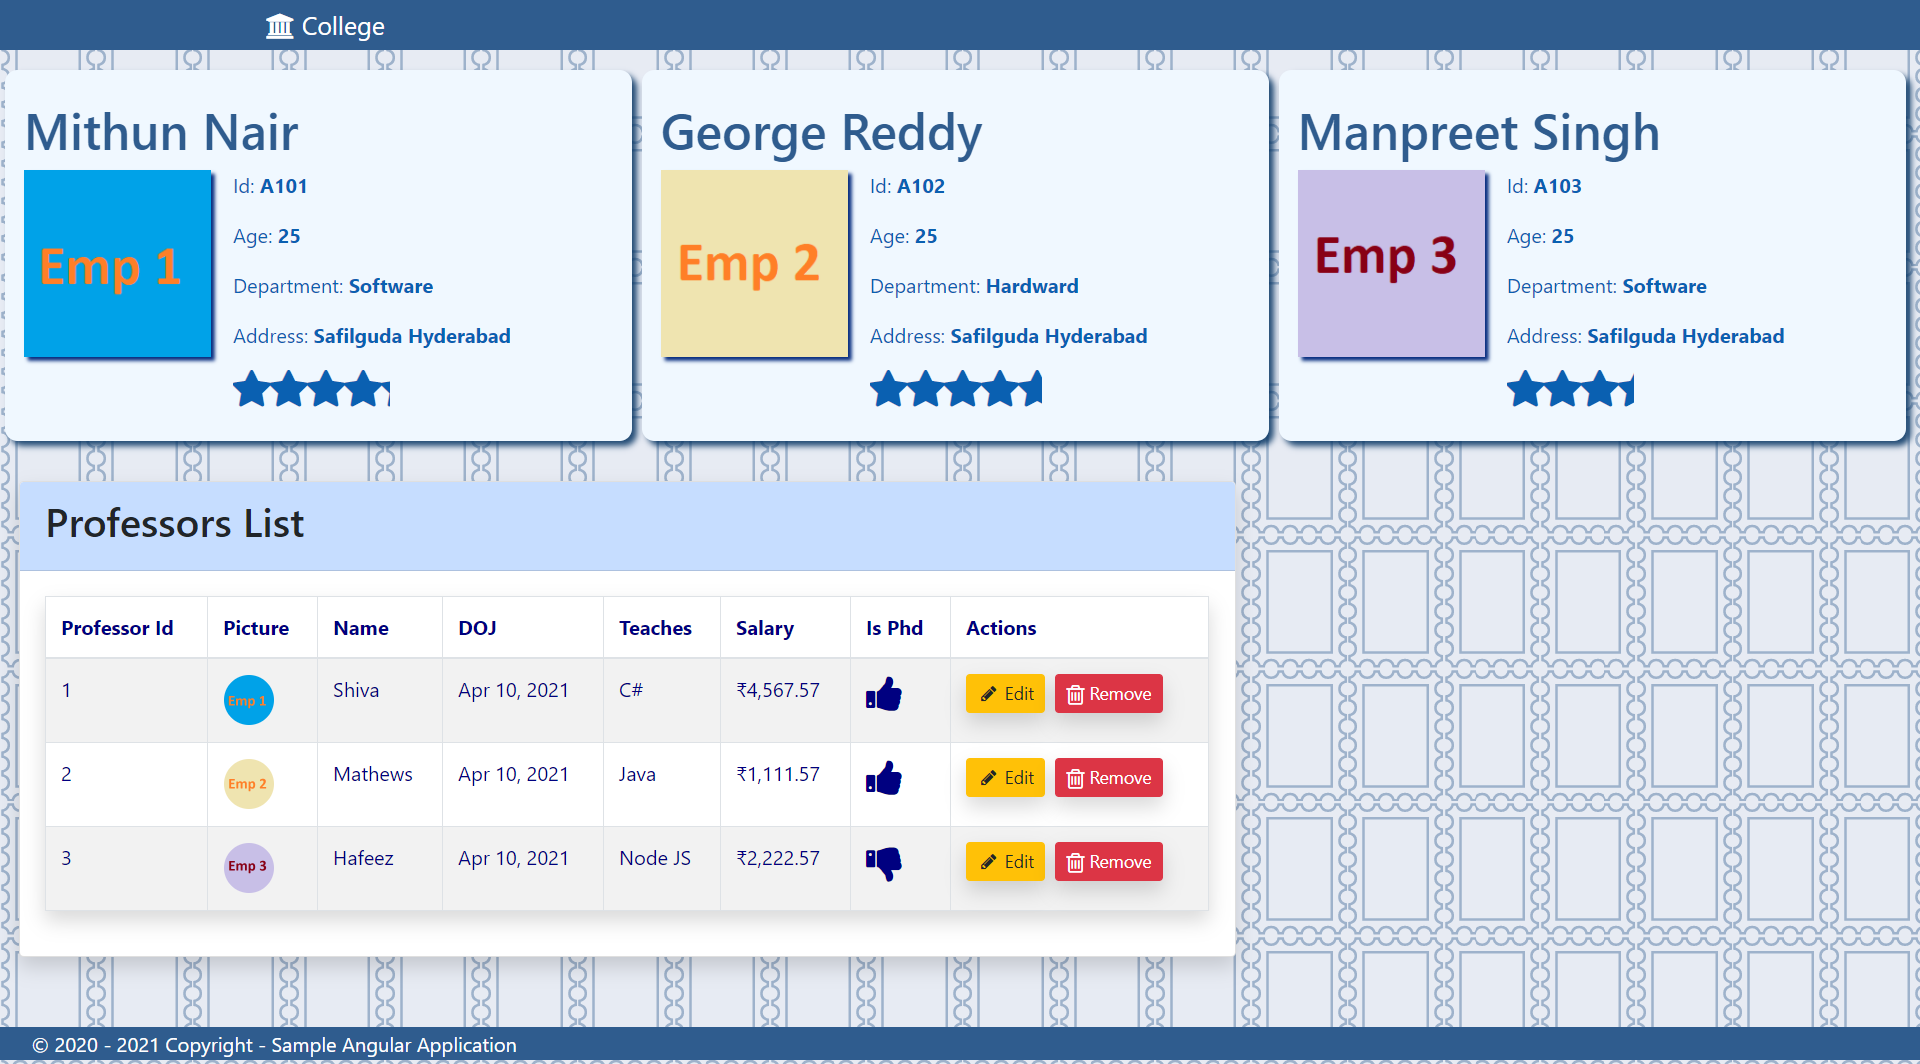 College
Mithun Nair
Emp 1
Id: A101
Age: 25
Department: Software
Address: Safilguda Hyderabad
George Reddy
Emp 2
Id: A102
Age: 25
Department: Hardward
Address: Safilguda Hyderabad
Manpreet Singh
Emp 3
Id: A103
Age: 25
Department: Software
Address: Safilguda Hyderabad
Professors List
Professor Id Picture Name DOJ Teaches Salary Is Phd Actions
1 Emp 1 Shiva Apr 10, 2021 C# ₹4,567.57 Edit Remove
2 Emp 2 Mathews Apr 10, 2021 Java ₹1,111.57 Edit Remove
3 Emp 3 Hafeez Apr 10, 2021 Node JS ₹2,222.57 Edit Remove
© 2020 - 2021 Copyright - Sample Angular Application